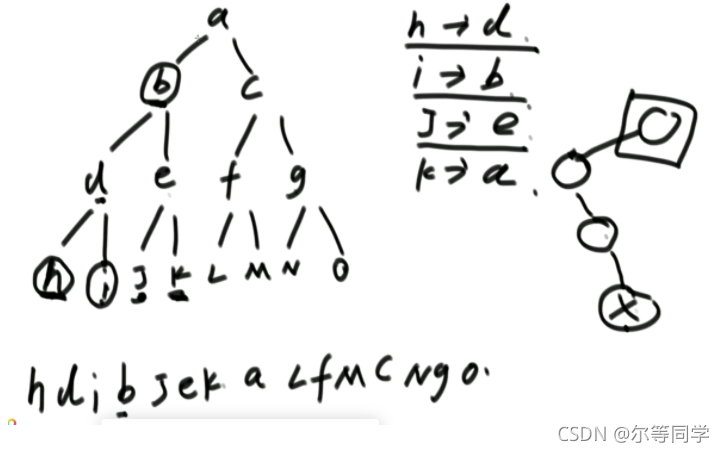 a
b c
d e f g
h i J K L M N O
h → d
i → b
J → e
K → a
x
h d i b J e K a L f M C N g O
CSDN @尔等同学